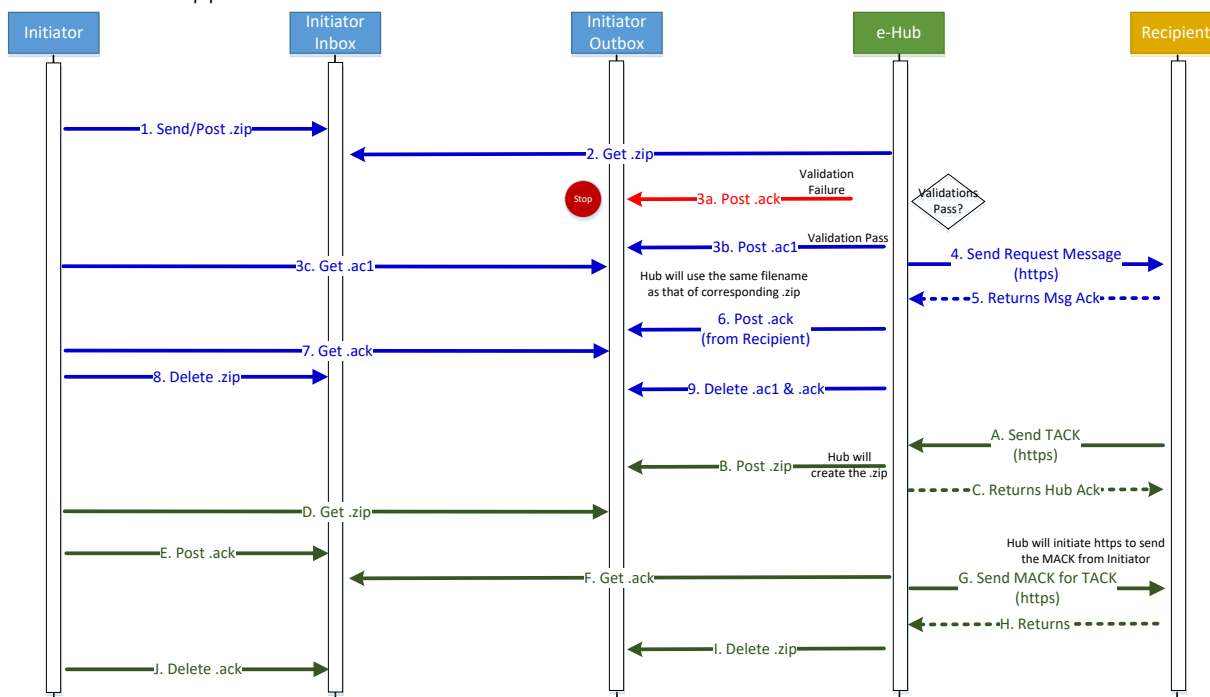 Initiator
Initiator
Inbox
Initiator
Outbox
e-Hub
Recipient
1. Send/Post .zip
2. Get .zip
Validation
Failure
Stop
3a. Post .ack
Validations
Pass?
3b. Post .ac1
Validation Pass
3c. Get .ac1
4. Send Request Message
(https)
Hub will use the same filename
as that of corresponding .zip
5. Returns Msg Ack
6. Post .ack
(from Recipient)
7. Get .ack
8. Delete .zip
9. Delete .ac1 & .ack
A. Send TACK
(https)
B. Post .zip
Hub will
create the .zip
C. Returns Hub Ack
D. Get .zip
E. Post .ack
Hub will initiate https to send
the MACK from Initiator
F. Get .ack
G. Send MACK for TACK
(https)
H. Returns
I. Delete .zip
J. Delete .ack